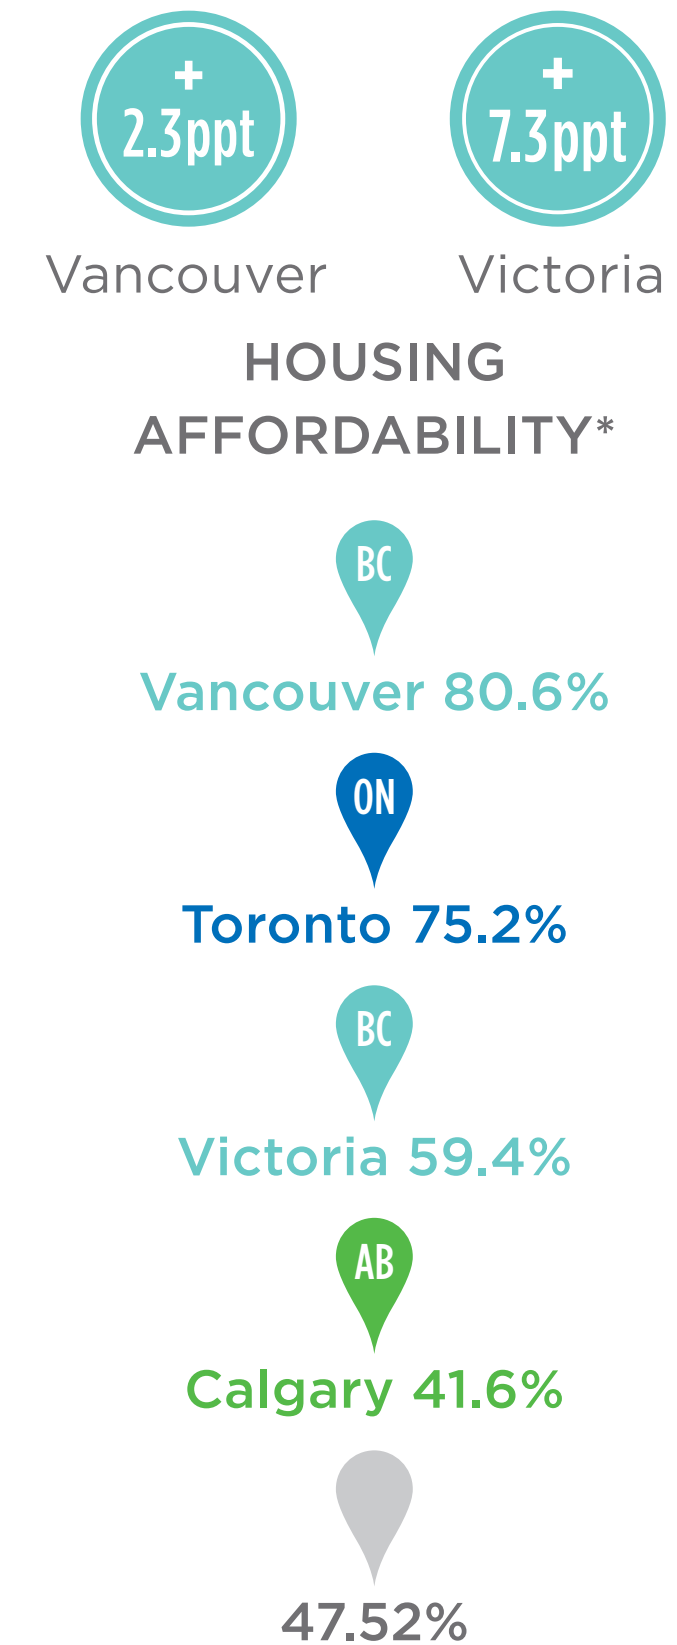 +
2.3ppt
Vancouver
+
7.3ppt
Victoria
HOUSING
AFFORDABILITY*
BC
Vancouver 80.6%
ON
Toronto 75.2%
BC
Victoria 59.4%
AB
Calgary 41.6%
47.52%